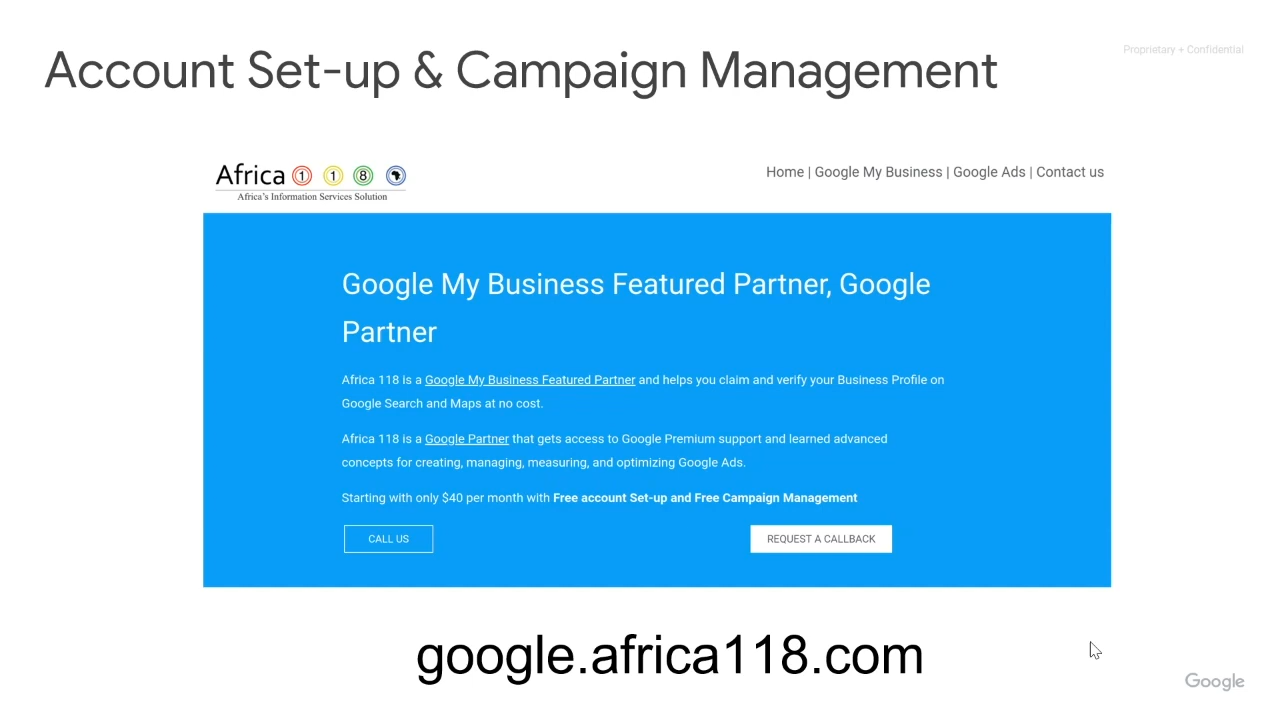 Account Set-up & Campaign Management
Proprietary + Confidential
Africa 1 1 8
Africa's Information Services Solution
Home | Google My Business | Google Ads | Contact us
Google My Business Featured Partner, Google
Partner
Africa 118 is a Google My Business Featured Partner and helps you claim and verify your Business Profile on
Google Search and Maps at no cost.
Africa 118 is a Google Partner that gets access to Google Premium support and learned advanced
concepts for creating, managing, measuring, and optimizing Google Ads.
Starting with only $40 per month with Free account Set-up and Free Campaign Management
CALL US
REQUEST A CALLBACK
google.africa118.com
Google